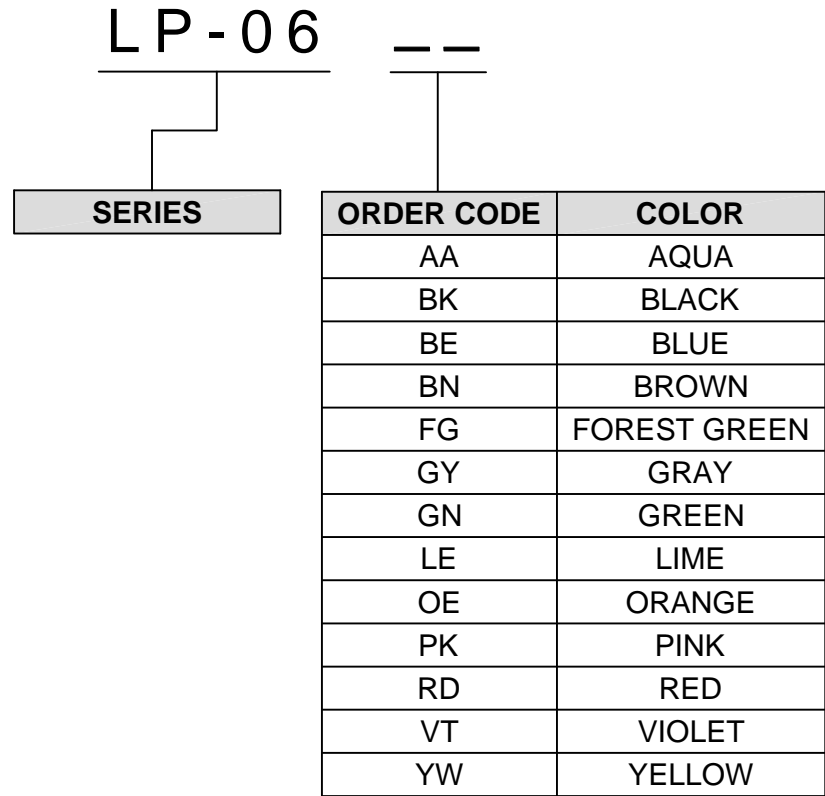 LP-06 _ _
SERIES
ORDER CODE COLOR
AA AQUA
BK BLACK
BE BLUE
BN BROWN
FG FOREST GREEN
GY GRAY
GN GREEN
LE LIME
OE ORANGE
PK PINK
RD RED
VT VIOLET
YW YELLOW